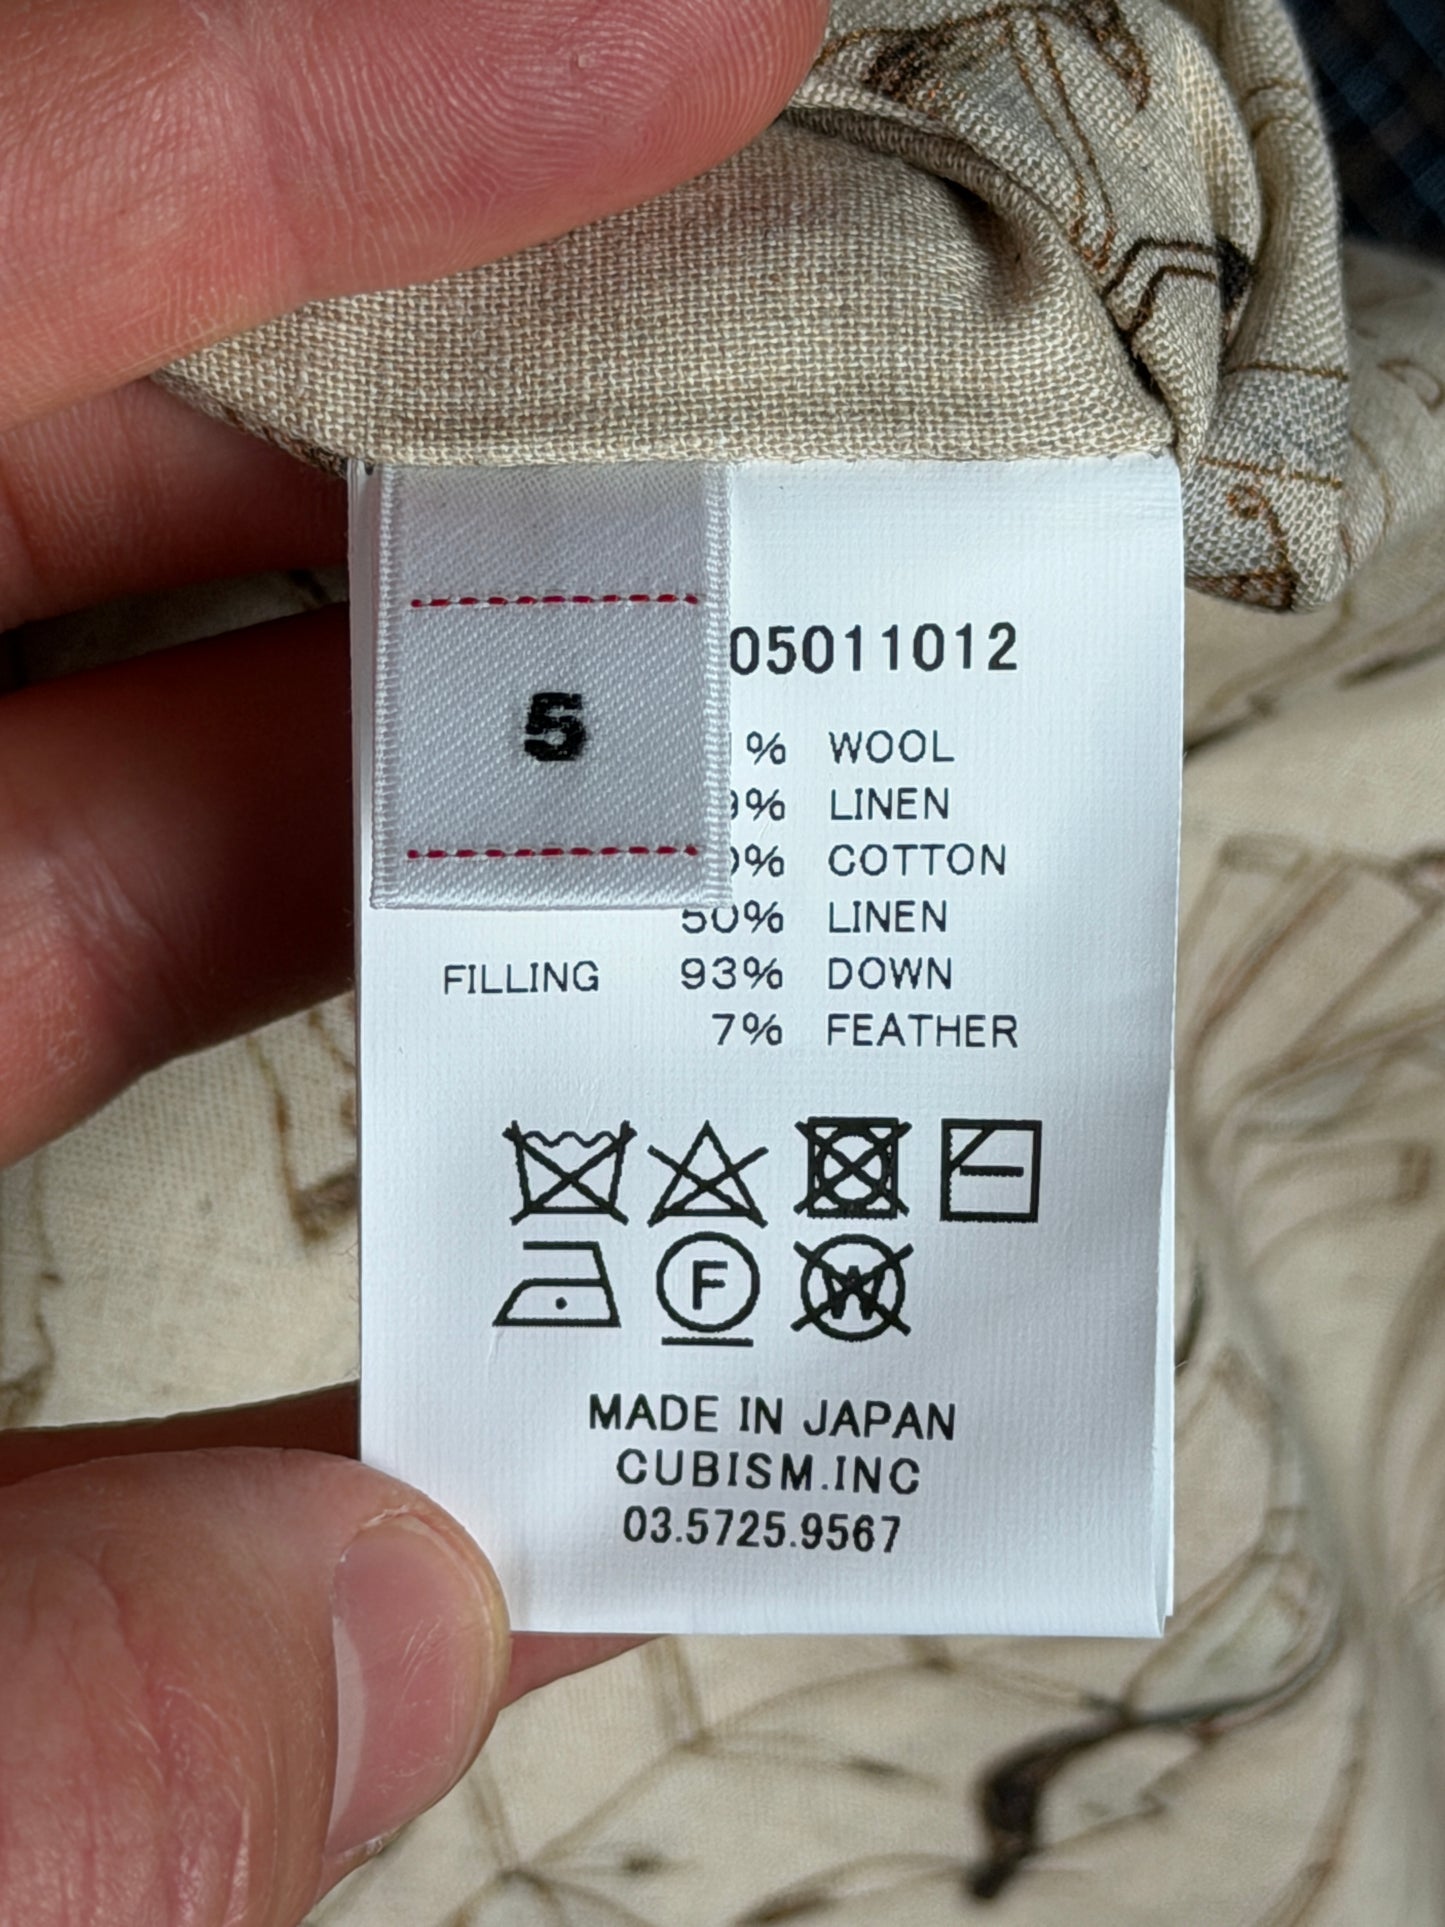 5
05011012
% WOOL
9% LINEN
0% COTTON
50% LINEN
FILLING 93% DOWN
7% FEATHER
F
W
MADE IN JAPAN
CUBISM.INC
03.5725.9567